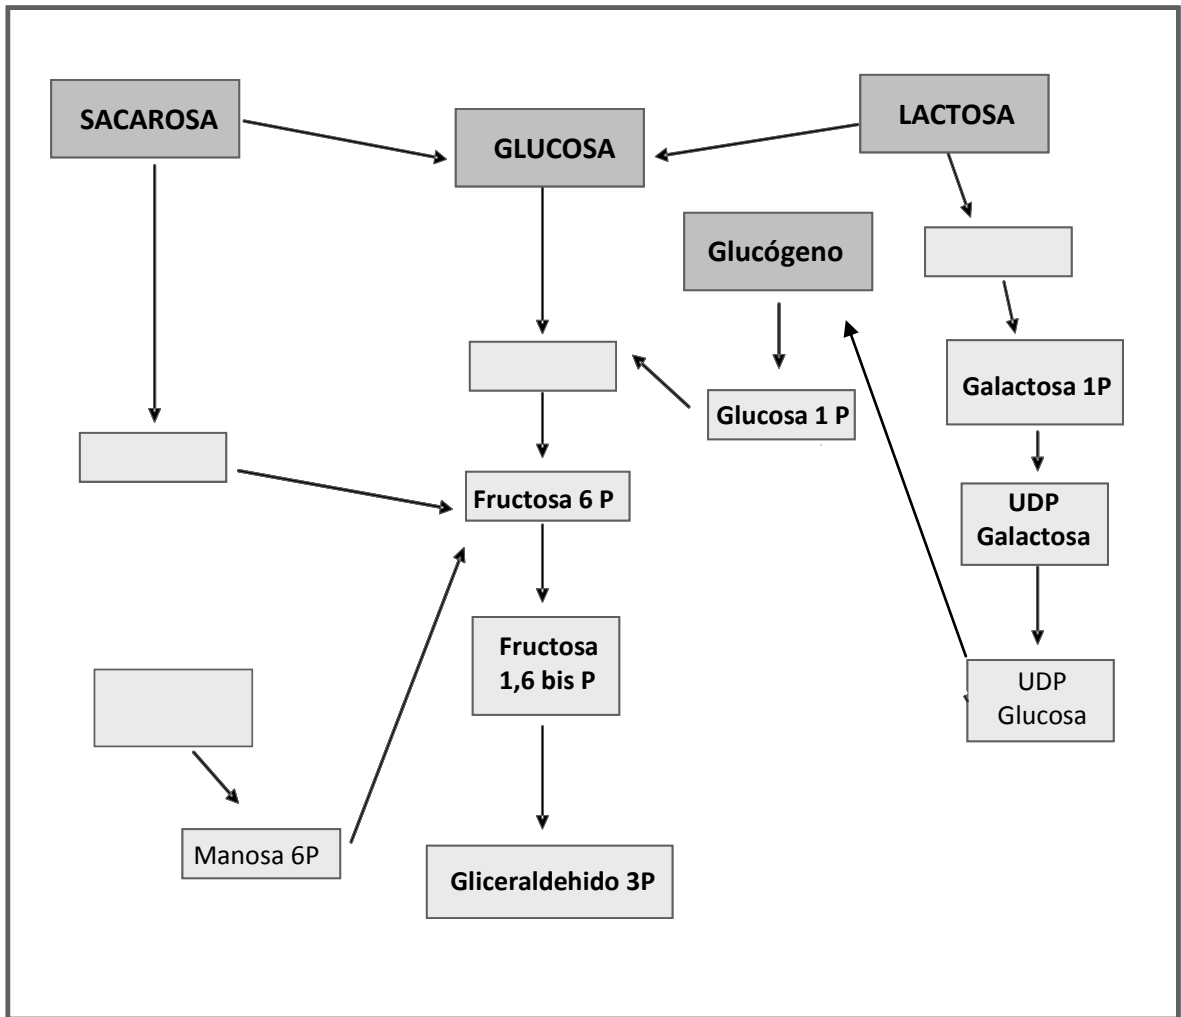 SACAROSA
GLUCOSA
LACTOSA
Glucógeno
Galactosa 1P
Glucosa 1 P
Fructosa 6 P
UDP
Galactosa
Fructosa
1,6 bis P
UDP
Glucosa
Manosa 6P
Gliceraldehido 3P